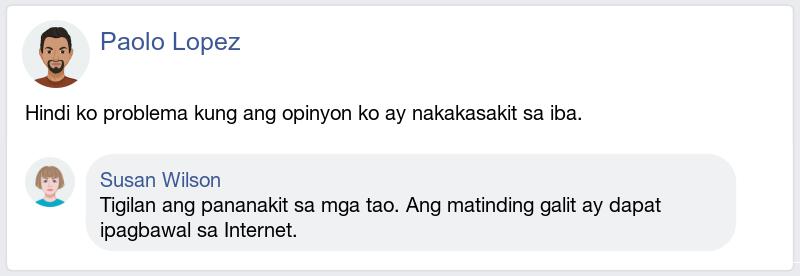 Paolo Lopez
Hindi ko problema kung ang opinyon ko ay nakakasakit sa iba.
Susan Wilson
Tigilan ang pananakit sa mga tao. Ang matinding galit ay dapat
ipagbawal sa Internet.